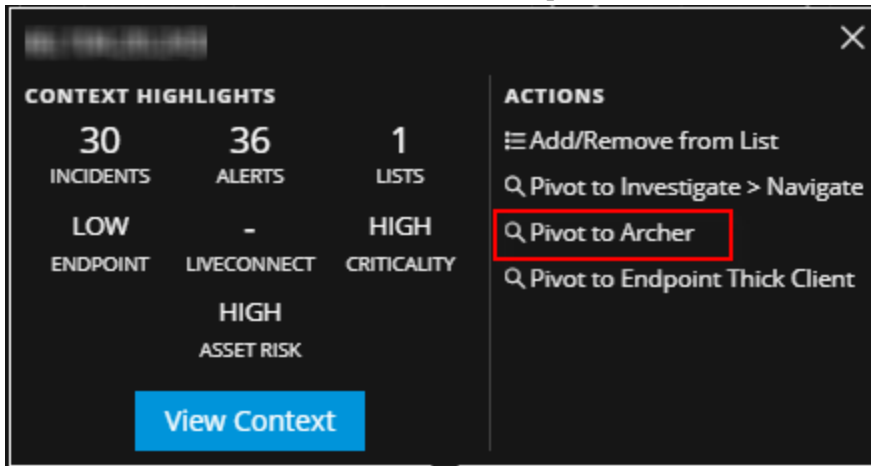 CONTEXT HIGHLIGHTS
30 36 1
INCIDENTS ALERTS LISTS
LOW - HIGH
ENDPOINT LIVECONNECT CRITICALITY
HIGH
ASSET RISK
View Context
ACTIONS
Add/Remove from List
Pivot to Investigate > Navigate
Pivot to Archer
Pivot to Endpoint Thick Client